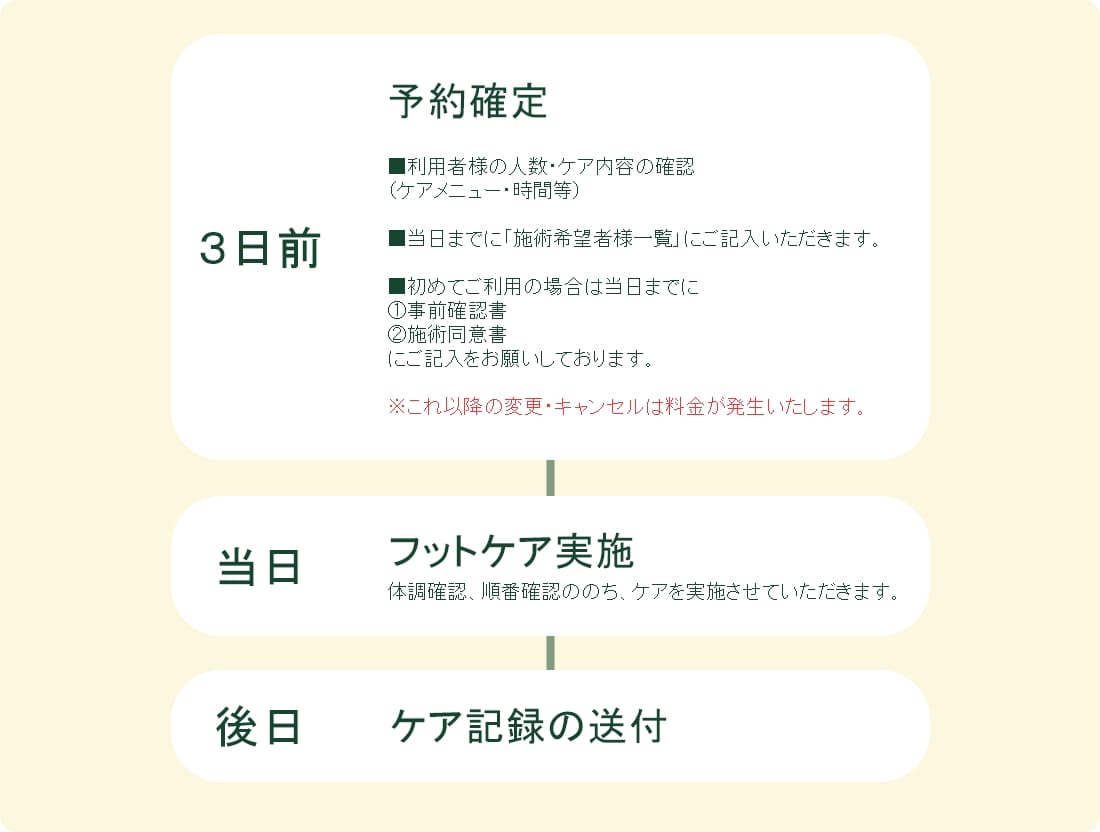 3日前
予約確定
■利用者様の人数・ケア内容の確認
(ケアメニュー・時間等)
■当日までに「施術希望者様一覧」にご記入いただきます。
■初めてご利用の場合は当日までに
①事前確認書
②施術同意書
にご記入をお願いしております。
※これ以降の変更・キャンセルは料金が発生いたします。
当日
フットケア実施
体調確認、順番確認ののち、ケアを実施させていただきます。
後日
ケア記録の送付